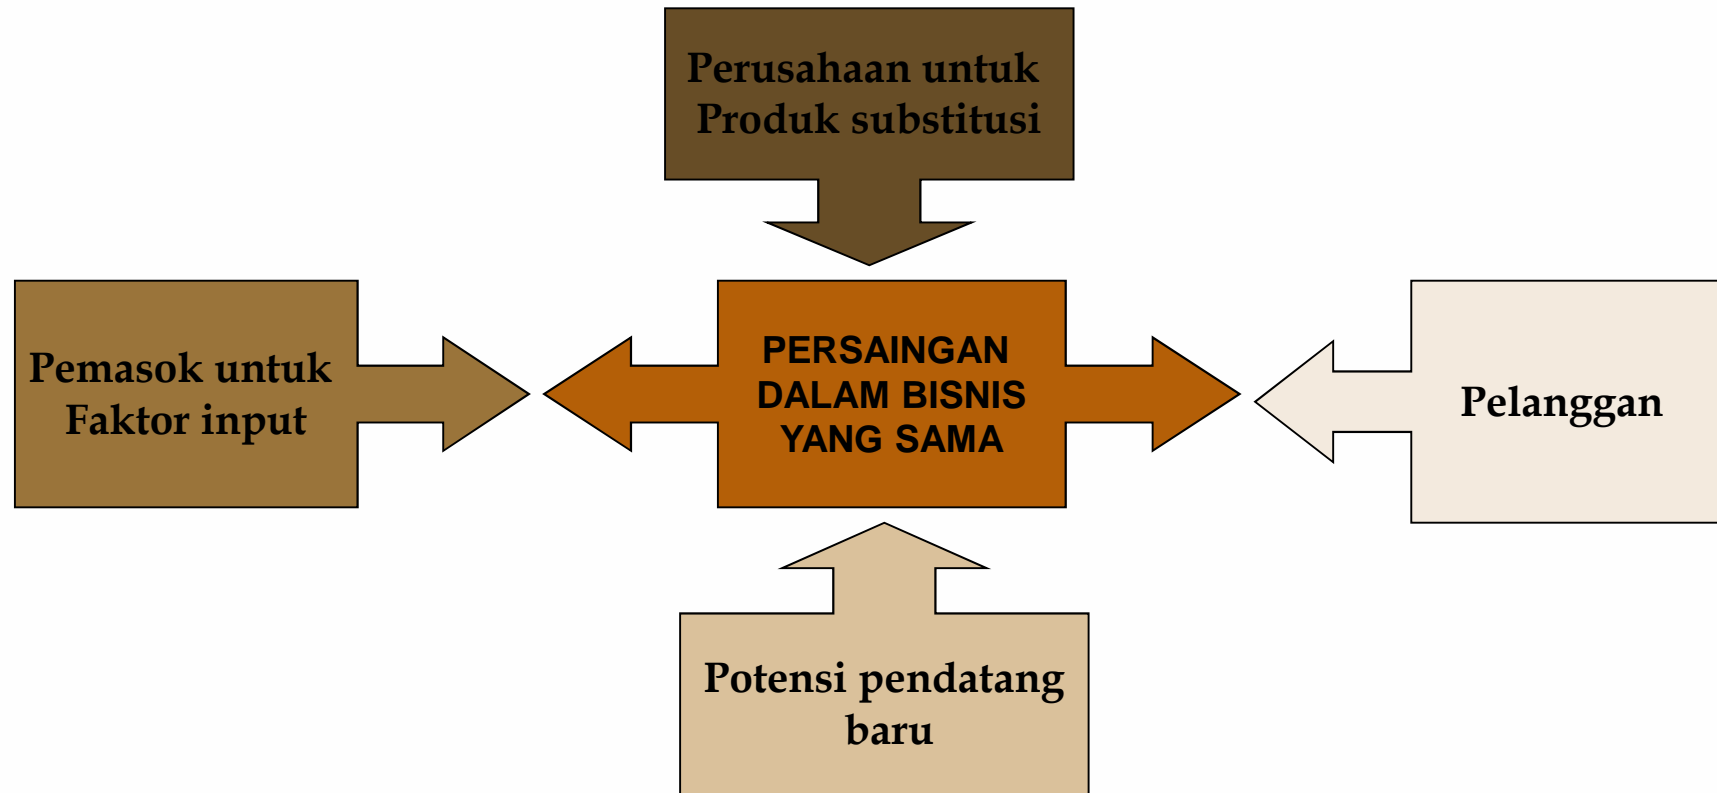 Perusahaan untuk
Produk substitusi
Pemasok untuk
Faktor input
PERSAINGAN
DALAM BISNIS
YANG SAMA
Pelanggan
Potensi pendatang
baru